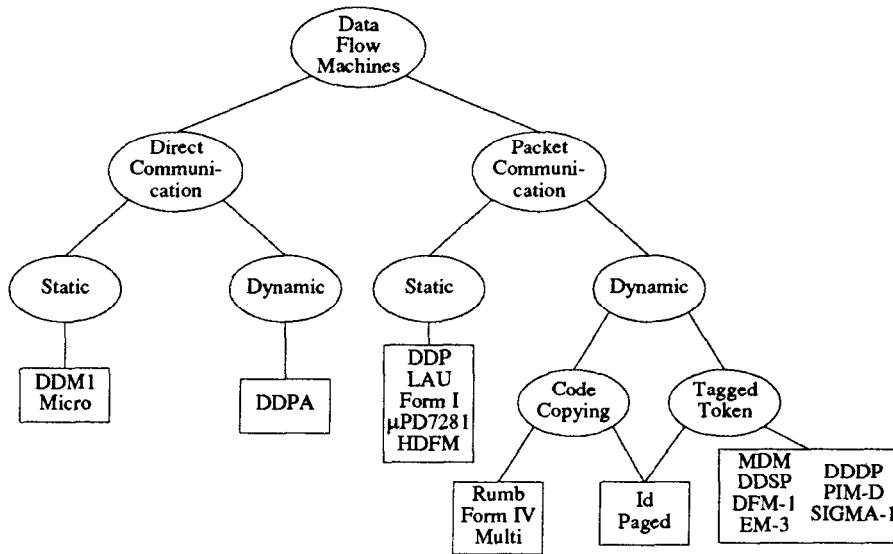 Data
Flow
Machines
Direct
Communi-
cation
Packet
Communi-
cation
Static
Dynamic
Static
Dynamic
DDM1
Micro
DDPA
DDP
LAU
Form I
μPD7281
HDFM
Code
Copying
Tagged
Token
Rumb
Form IV
Multi
Id
Paged
MDM
DDSP
DFM-1
EM-3
DDDP
PIM-D
SIGMA-1